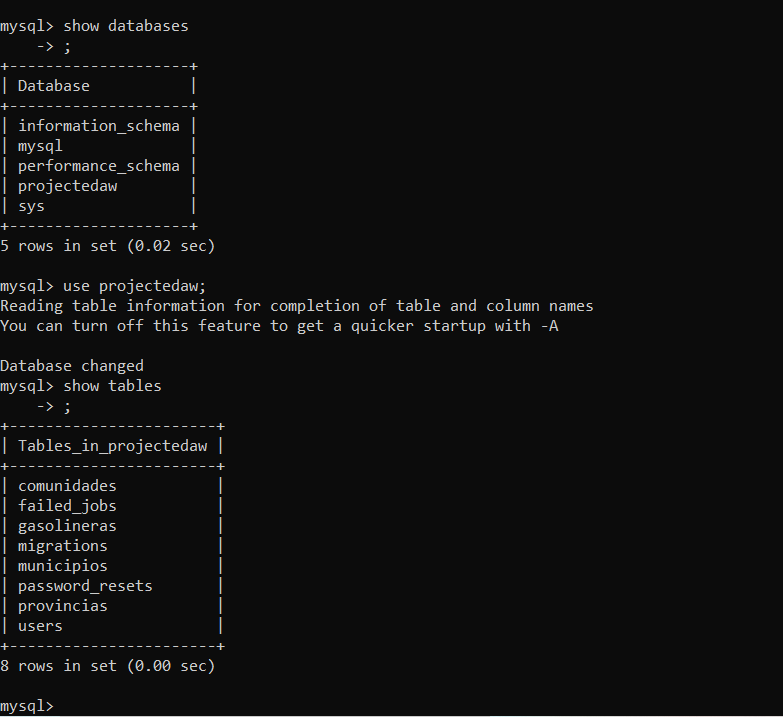 mysql> show databases
    -> ;
+--------------------+
| Database           |
+--------------------+
| information_schema |
| mysql              |
| performance_schema |
| projectedaw        |
| sys                |
+--------------------+
5 rows in set (0.02 sec)

mysql> use projectedaw;
Reading table information for completion of table and column names
You can turn off this feature to get a quicker startup with -A

Database changed
mysql> show tables
    -> ;
+-----------------------+
| Tables_in_projectedaw |
+-----------------------+
| comunidades           |
| failed_jobs           |
| gasolineras           |
| migrations            |
| municipios            |
| password_resets       |
| provincias            |
| users                 |
+-----------------------+
8 rows in set (0.00 sec)

mysql>